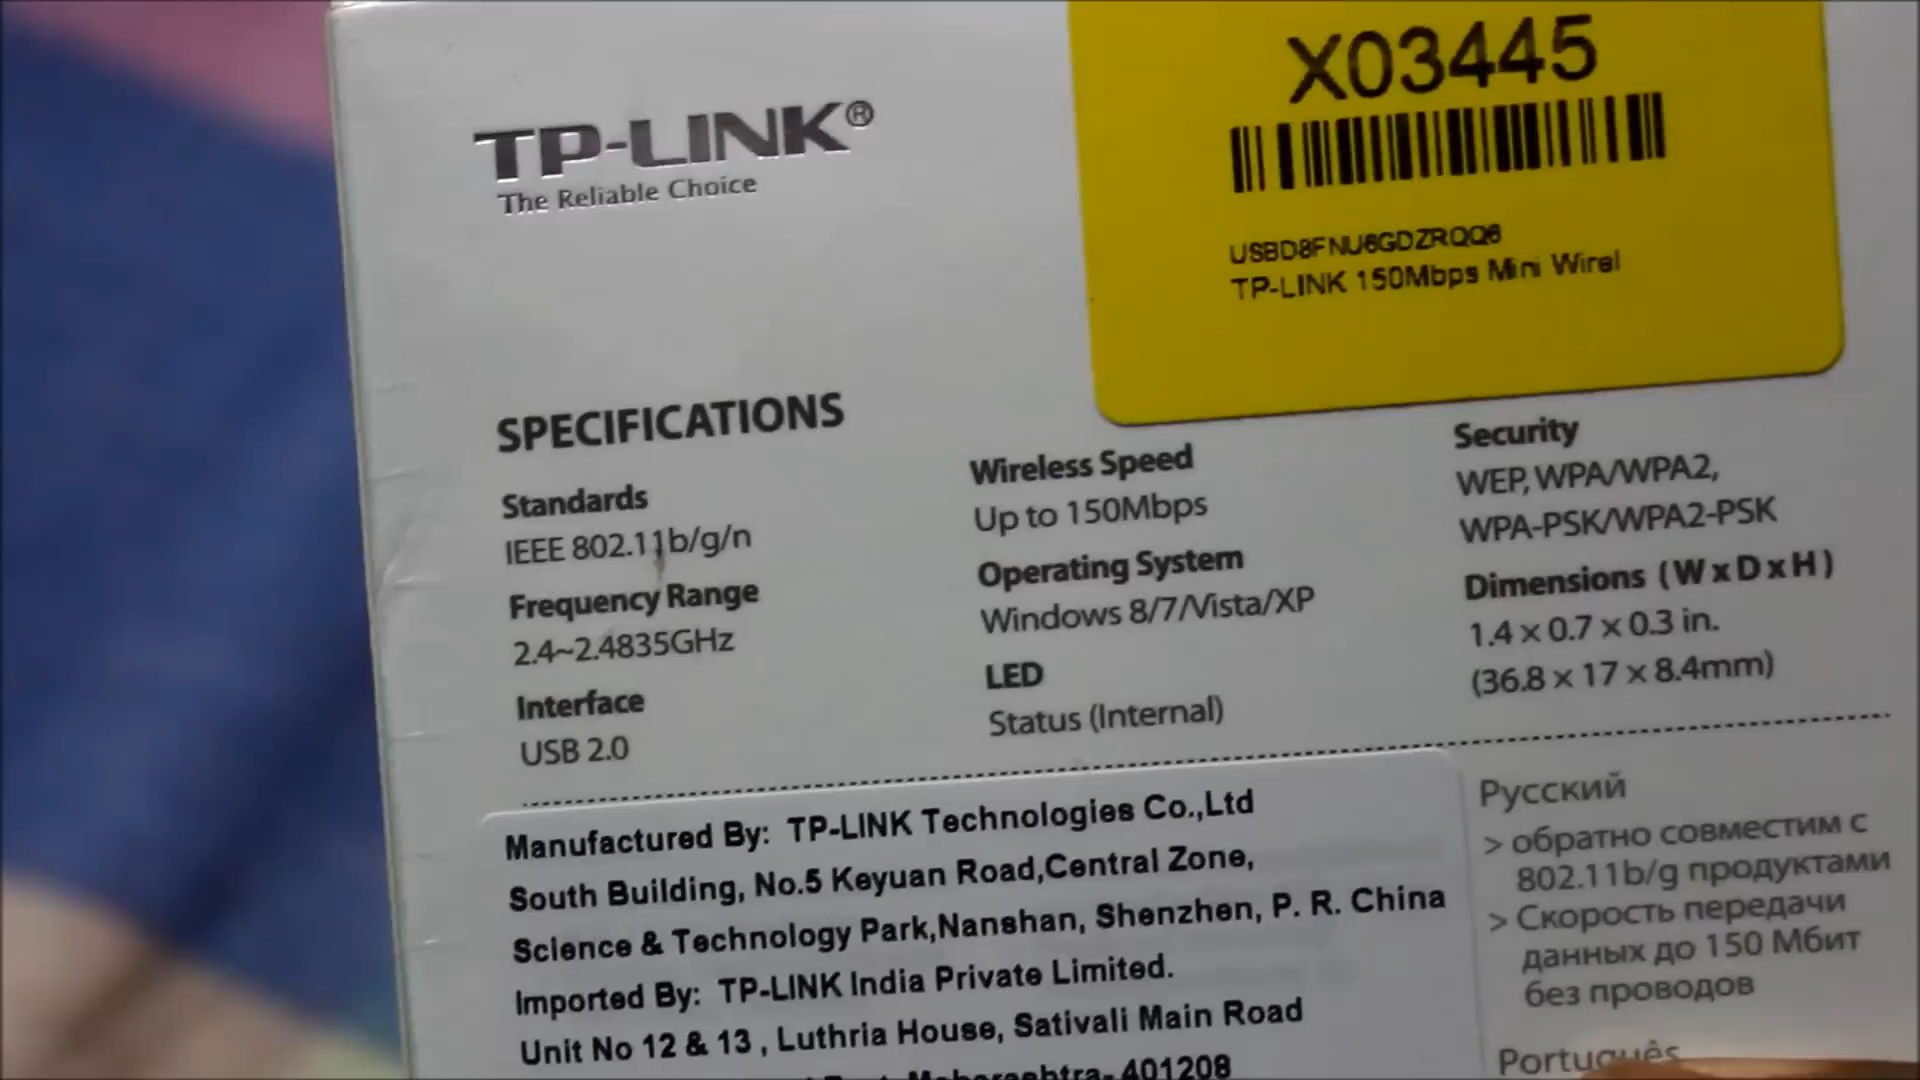 TP-LINK®
The Reliable Choice
X03445
USBD8FNU6GDZRQQ6
TP-LINK 150Mbps Mini Wirel
SPECIFICATIONS
Standards
IEEE 802.11b/g/n
Frequency Range
2.4~2.4835GHz
Interface
USB 2.0
Wireless Speed
Up to 150Mbps
Operating System
Windows 8/7/Vista/XP
LED
Status (Internal)
Security
WEP, WPA/WPA2,
WPA-PSK/WPA2-PSK
Dimensions (W x D x H)
1.4 x 0.7 x 0.3 in.
(36.8 x 17 x 8.4mm)
Manufactured By: TP-LINK Technologies Co.,Ltd
South Building, No.5 Keyuan Road,Central Zone,
Science & Technology Park,Nanshan, Shenzhen, P. R. China
Imported By: TP-LINK India Private Limited.
Unit No 12 & 13 , Luthria House, Sativali Main Road
Maharashtra- 401208
Русский
> обратно совместим с
802.11b/g продуктами
> Скорость передачи
данных до 150 Мбит
без проводов
Português